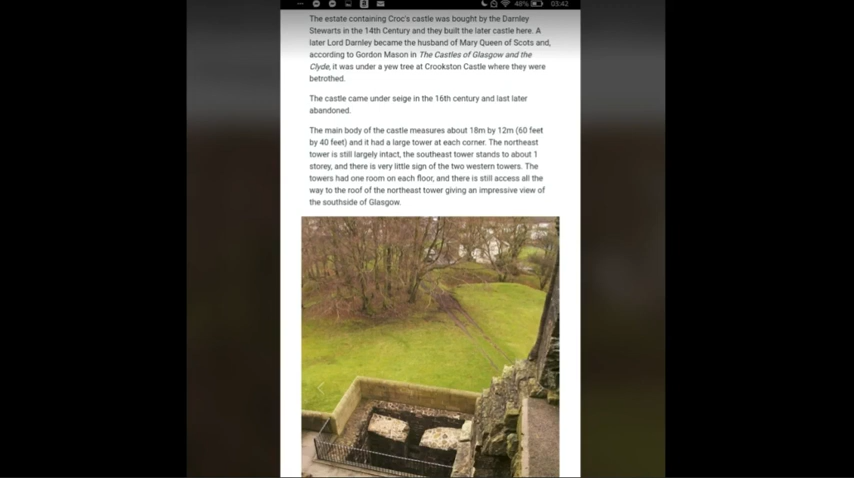 48% 03:42
The estate containing Croc's castle was bought by the Darnley
Stewarts in the 14th Century and they built the later castle here. A
later Lord Darnley became the husband of Mary Queen of Scots and,
according to Gordon Mason in The Castles of Glasgow and the
Clyde, it was under a yew tree at Crookston Castle where they were
betrothed.
The castle came under seige in the 16th century and last later
abandoned.
The main body of the castle measures about 18m by 12m (60 feet
by 40 feet) and it had a large tower at each corner. The northeast
tower is still largely intact, the southeast tower stands to about 1
storey, and there is very little sign of the two western towers. The
towers had one room on each floor, and there is still access all the
way to the roof of the northeast tower giving an impressive view of
the southside of Glasgow.